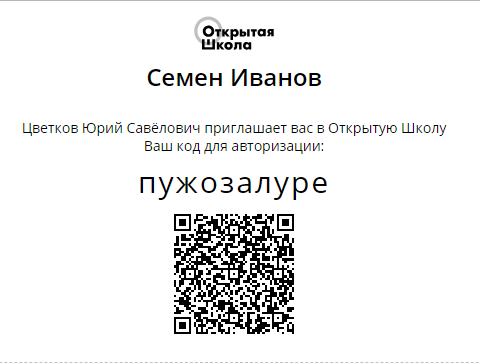 Открытая
Школа
Семен Иванов
Цветков Юрий Савёлович приглашает вас в Открытую Школу
Ваш код для авторизации:
пужозалуре